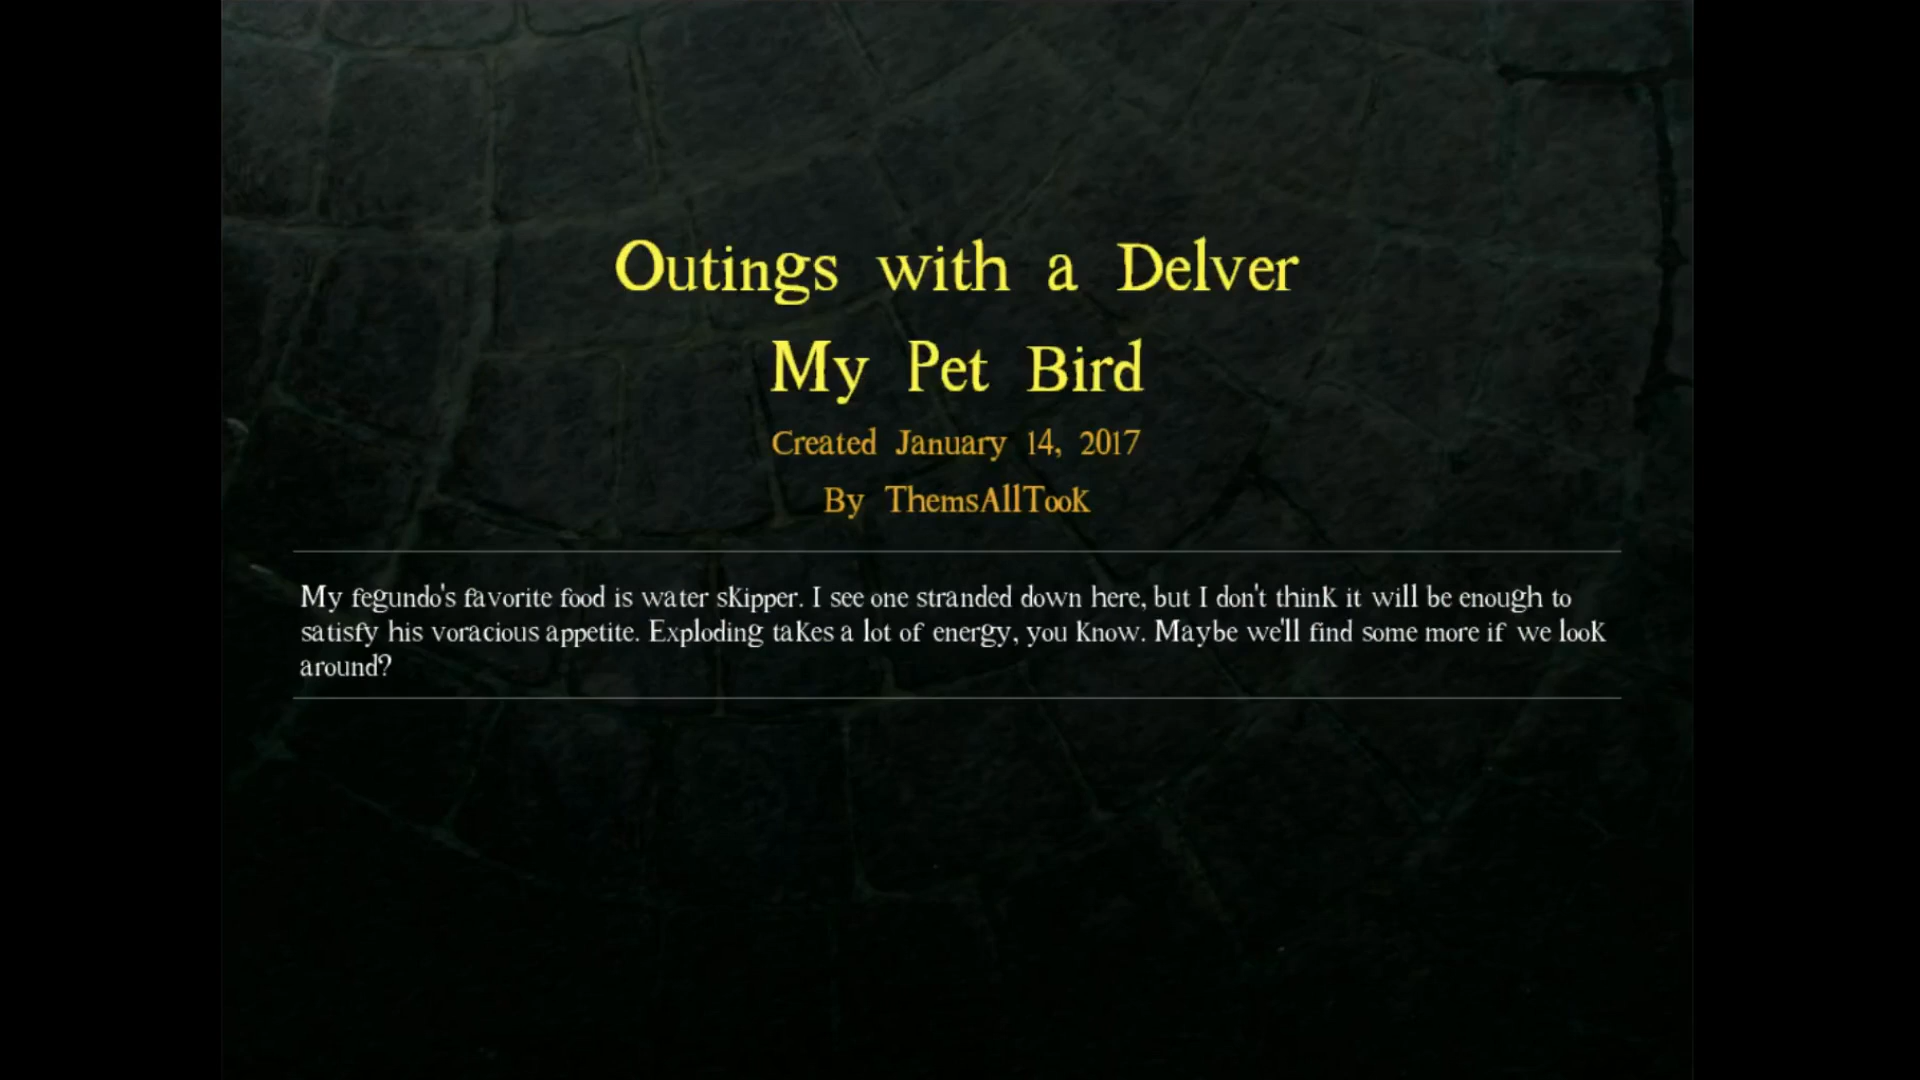 Outings with a Delver
My Pet Bird
Created January 14, 2017
By ThemsAllTook
My fegundo's favorite food is water skipper. I see one stranded down here, but I don't think it will be enough to
satisfy his voracious appetite. Exploding takes a lot of energy, you know. Maybe we'll find some more if we look
around?